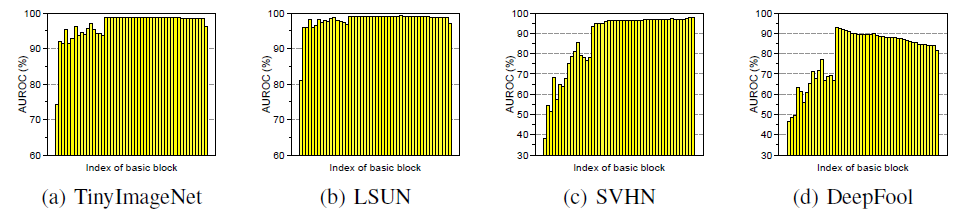 100
90
80
70
60
AUROC (%)
Index of basic block
(a) TinyImageNet
100
90
80
70
60
AUROC (%)
Index of basic block
(b) LSUN
100
90
80
70
60
50
40
30
AUROC (%)
Index of basic block
(c) SVHN
100
90
80
70
60
50
40
30
AUROC (%)
Index of basic block
(d) DeepFool